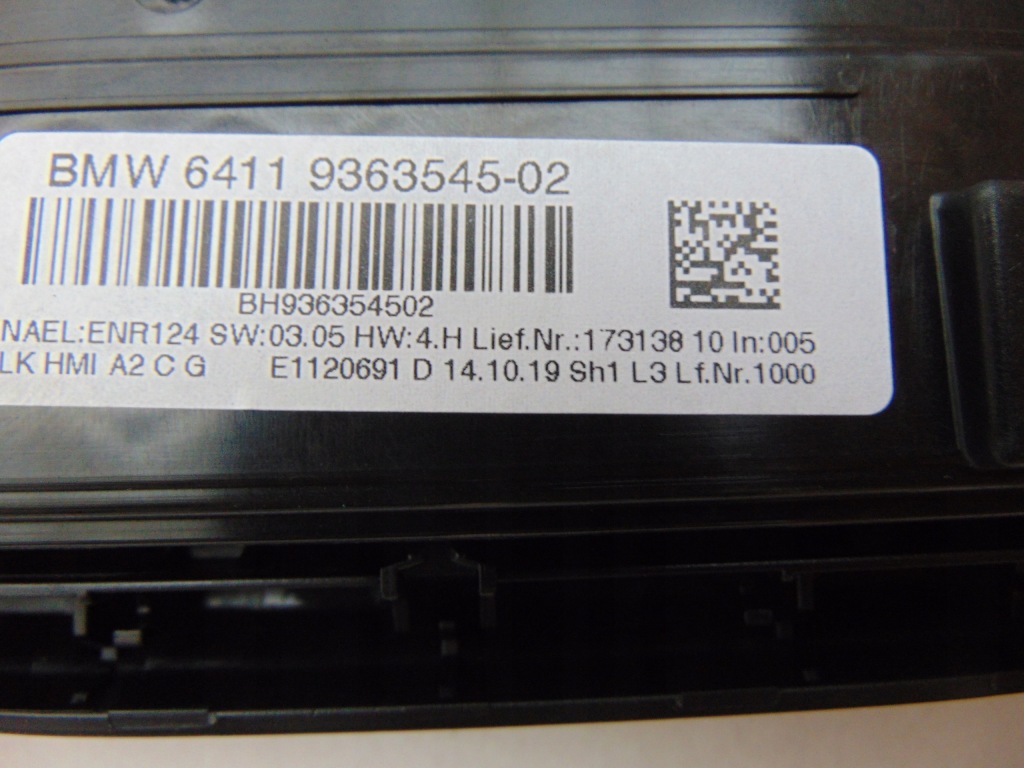 BMW 6411 9363545-02
BH936354502
NAEL:ENR124 SW:03.05 HW:4.H Lief.Nr.:173138 10 In:005
LK HMI A2 C G E1120691 D 14.10.19 Sh1 L3 Lf.Nr.1000